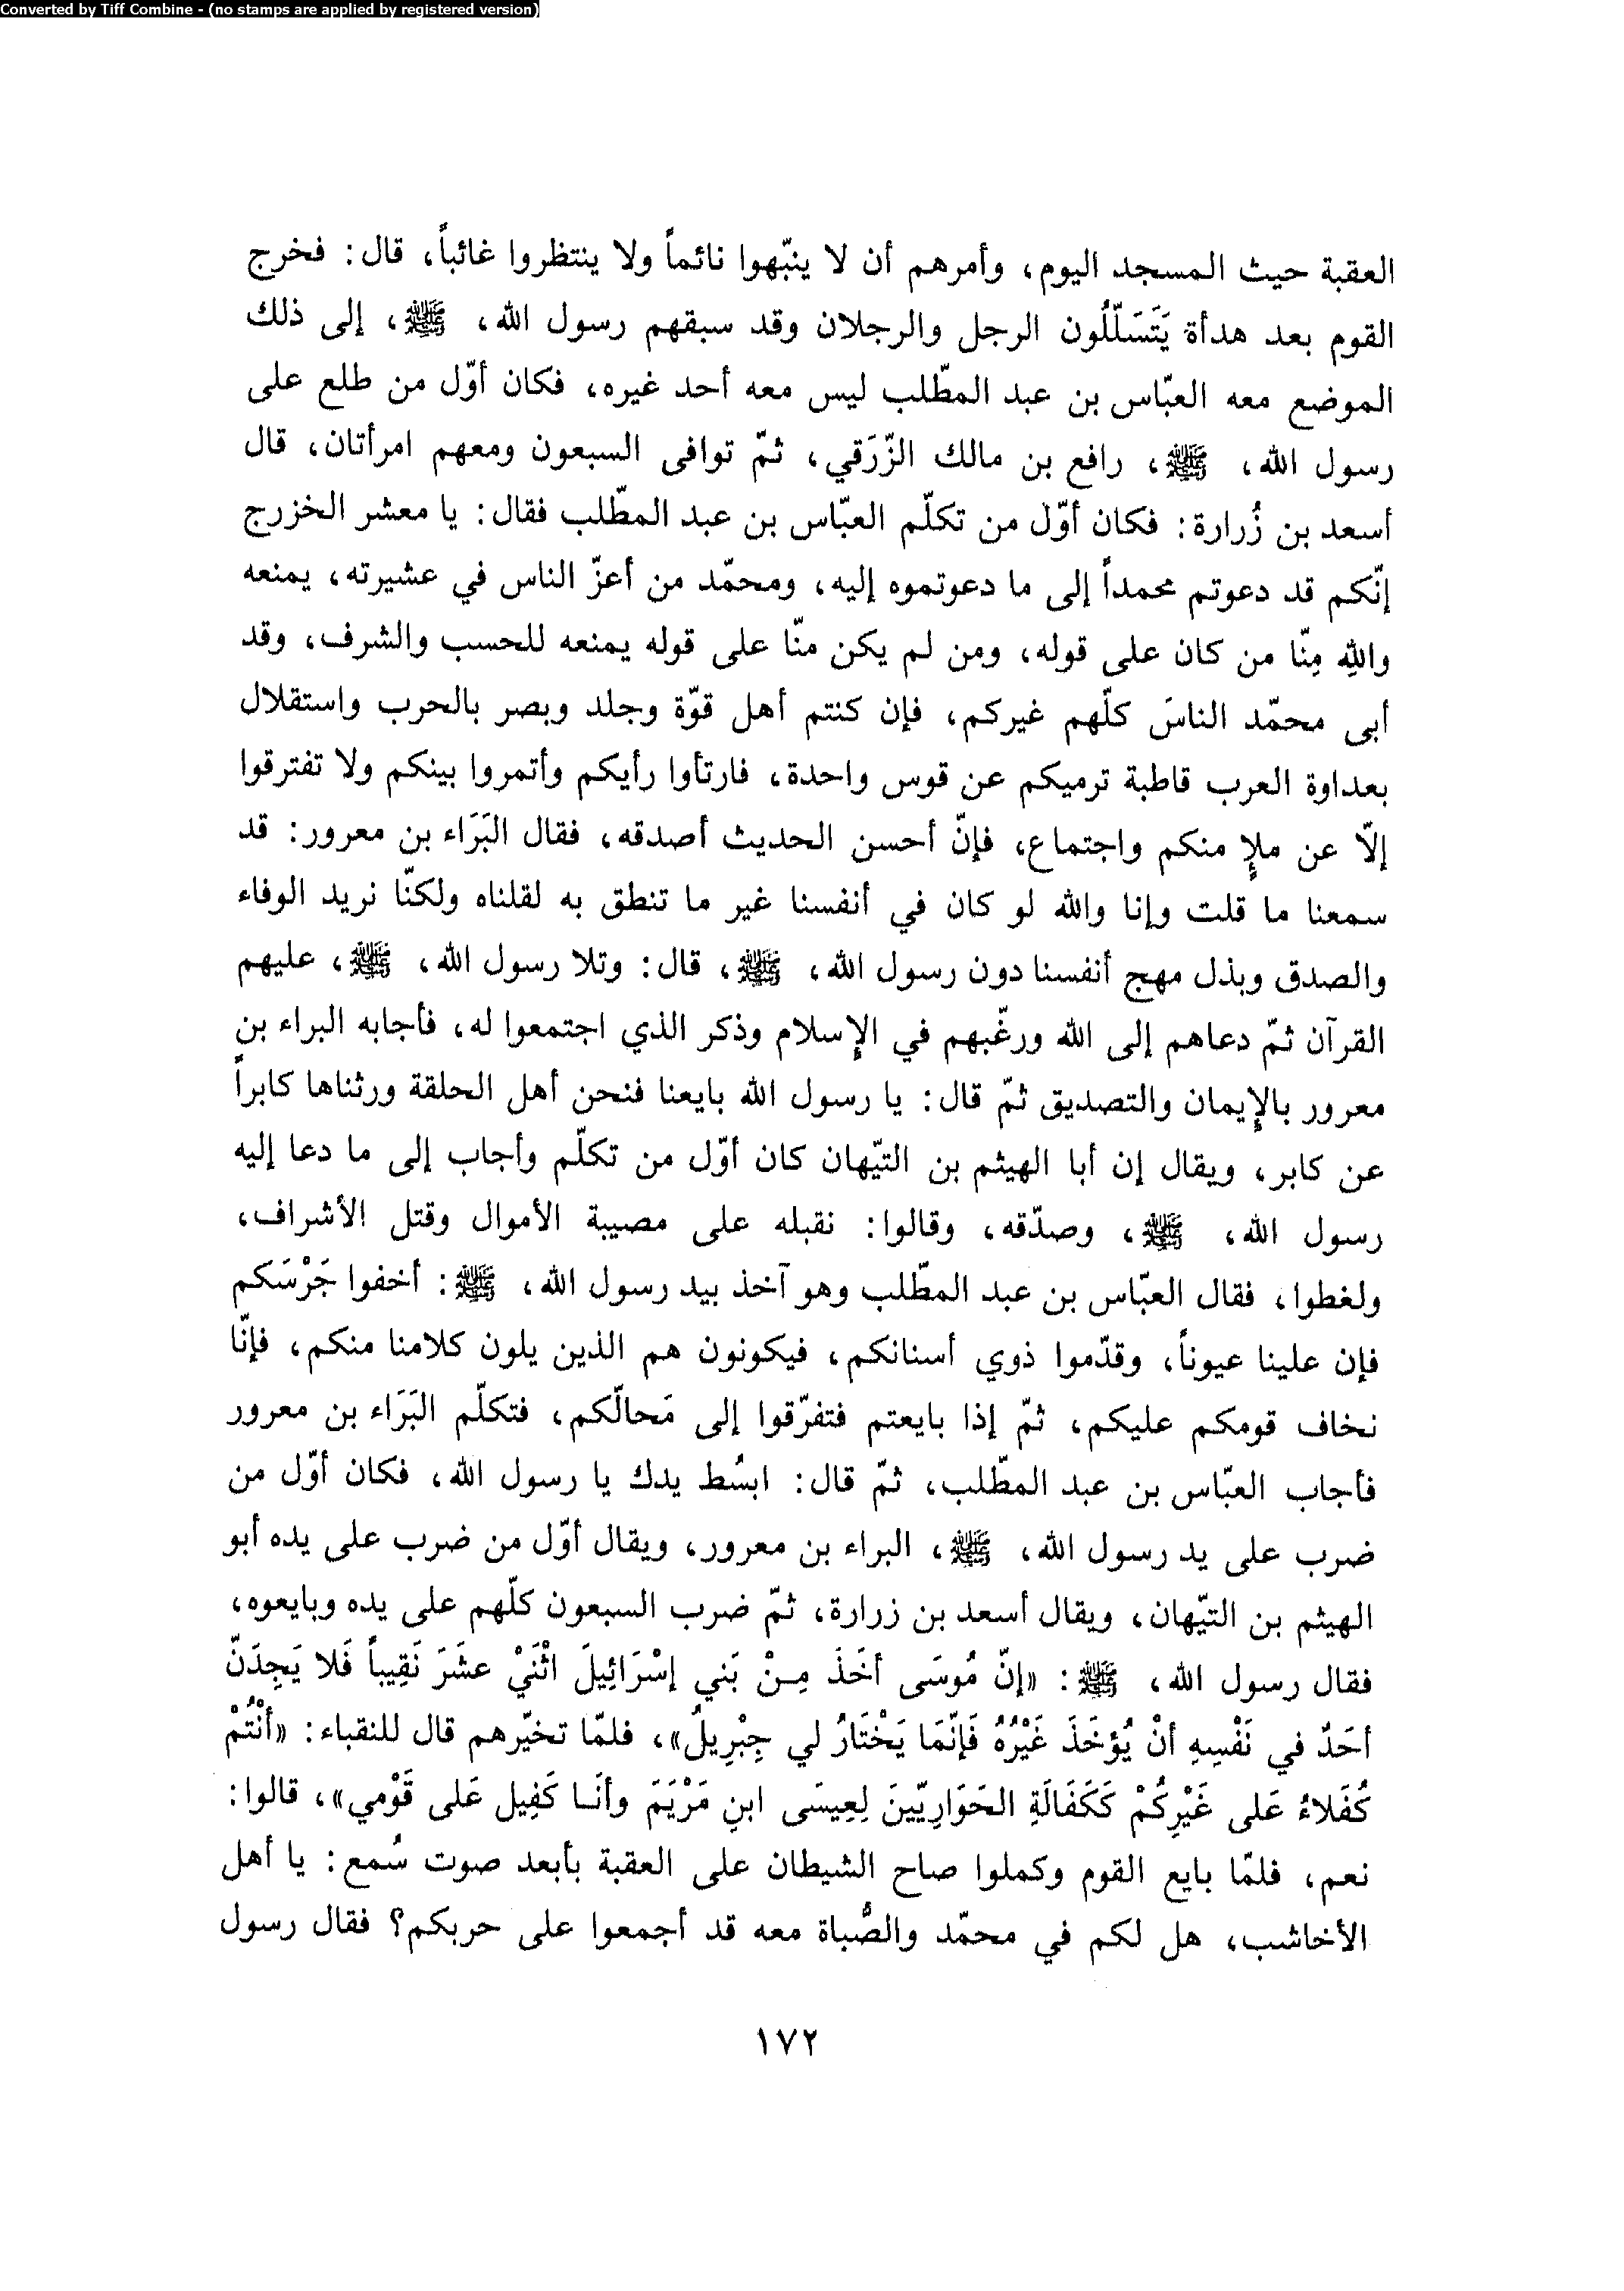 Converted by Tiff Combine - (no stamps are applied by registered version)
العقبة حيث المسجد اليوم، وأمرهم أن لا ينبّهوا نائماً ولا ينتظروا غائباً، قال: فخرج
القوم بعد هدأة يَتَسَلّلُون الرجل والرجلان وقد سبقهم رسول الله، ﷺ، إلى ذلك
الموضع معه العبّاس بن عبد المطّلب ليس معه أحد غيره، فكان أوّل من طلع على
رسول الله، ﷺ، رافع بن مالك الزّرَقي، ثمّ توافى السبعون ومعهم امرأتان، قال
أسعد بن زُرارة: فكان أوّل من تكلّم العبّاس بن عبد المطّلب فقال: يا معشر الخزرج
إنّكم قد دعوتم محمداً إلى ما دعوتموه إليه، ومحمّد من أعزّ الناس في عشيرته، يمنعه
واللهِ مِنّا من كان على قوله، ومن لم يكن منّا على قوله يمنعه للحسب والشرف، وقد
أبى محمّد الناسَ كلّهم غيركم، فإن كنتم أهل قوّة وجلد وبصر بالحرب واستقلال
بعداوة العرب قاطبة ترميكم عن قوس واحدة، فارتأوا رأيكم وأتمروا بينكم ولا تفترقوا
إلّا عن ملإٍ منكم واجتماع، فإنّ أحسن الحديث أصدقه، فقال البَرَاء بن معرور: قد
سمعنا ما قلت وإنا والله لو كان في أنفسنا غير ما تنطق به لقلناه ولكنّا نريد الوفاء
والصدق وبذل مهج أنفسنا دون رسول الله، ﷺ، قال: وتلا رسول الله، ﷺ، عليهم
القرآن ثمّ دعاهم إلى الله ورغّبهم في الإسلام وذكر الذي اجتمعوا له، فأجابه البراء بن
معرور بالإيمان والتصديق ثمّ قال: يا رسول الله بايعنا فنحن أهل الحلقة ورثناها كابراً
عن كابر، ويقال إن أبا الهيثم بن التيّهان كان أوّل من تكلّم وأجاب إلى ما دعا إليه
رسول الله، ﷺ، وصدّقه، وقالوا: نقبله على مصيبة الأموال وقتل الأشراف،
ولغطوا، فقال العبّاس بن عبد المطّلب وهو آخذ بيد رسول الله، ﷺ: أخفوا جَرْسَكم
فإن علينا عيوناً، وقدّموا ذوي أسنانكم، فيكونون هم الذين يلون كلامنا منكم، فإنّا
نخاف قومكم عليكم، ثمّ إذا بايعتم فتفرّقوا إلى مَحالّكم، فتكلّم البَرَاء بن معرور
فأجاب العبّاس بن عبد المطّلب، ثمّ قال: ابسُط يدك يا رسول الله، فكان أوّل من
ضرب على يد رسول الله، ﷺ، البراء بن معرور، ويقال أوّل من ضرب على يده أبو
الهيثم بن التيّهان، ويقال أسعد بن زرارة، ثمّ ضرب السبعون كلّهم على يده وبايعوه،
فقال رسول الله، ﷺ: «إنّ مُوسَى أخَذَ مِنْ بَني إسْرَائِيلَ اثْنَيْ عشَرَ نَقِيباً فَلا يَجِدَنّ
أحَدٌ في نَفْسِهِ أنْ يُؤخَذَ غَيْرُهُ فَإنّمَا يَخْتَارُ لي جِبْرِيلُ»، فلمّا تخيّرهم قال للنقباء: «أنْتُمْ
كُفَلاءُ عَلى غَيْرِكُمْ كَكَفَالَةِ الحَوَارِيّينَ لِعِيسَى ابنِ مَرْيَمَ وأنَا كَفِيل عَلى قَوْمي»، قالوا:
نعم، فلمّا بايع القوم وكملوا صاح الشيطان على العقبة بأبعد صوت سُمع: يا أهل
الأخاشب، هل لكم في محمّد والصُّباة معه قد أجمعوا على حربكم؟ فقال رسول
١٧٢